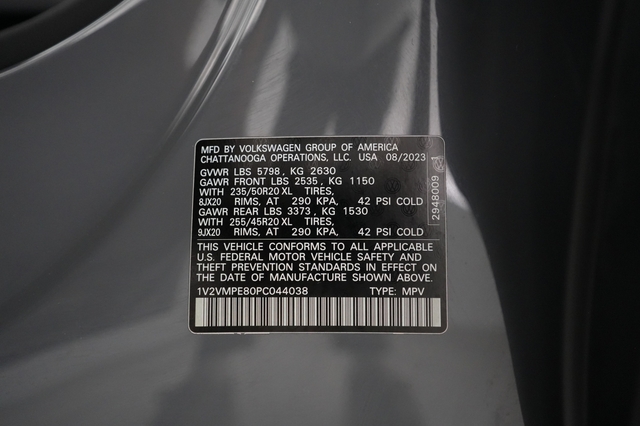 MFD BY VOLKSWAGEN GROUP OF AMERICA
CHATTANOOGA OPERATIONS, LLC. USA 08/2023
GVWR LBS 5798, KG 2630
GAWR FRONT LBS 2535, KG 1150
WITH 235/50R20 XL TIRES,
8JX20 RIMS, AT 290 KPA, 42 PSI COLD
GAWR REAR LBS 3373, KG 1530
WITH 255/45R20 XL TIRES,
9JX20 RIMS, AT 290 KPA, 42 PSI COLD
2948009
THIS VEHICLE CONFORMS TO ALL APPLICABLE
U.S. FEDERAL MOTOR VEHICLE SAFETY AND
THEFT PREVENTION STANDARDS IN EFFECT ON
THE DATE OF MANUFACTURE SHOWN ABOVE.
1V2VMPE80PC044038 TYPE: MPV